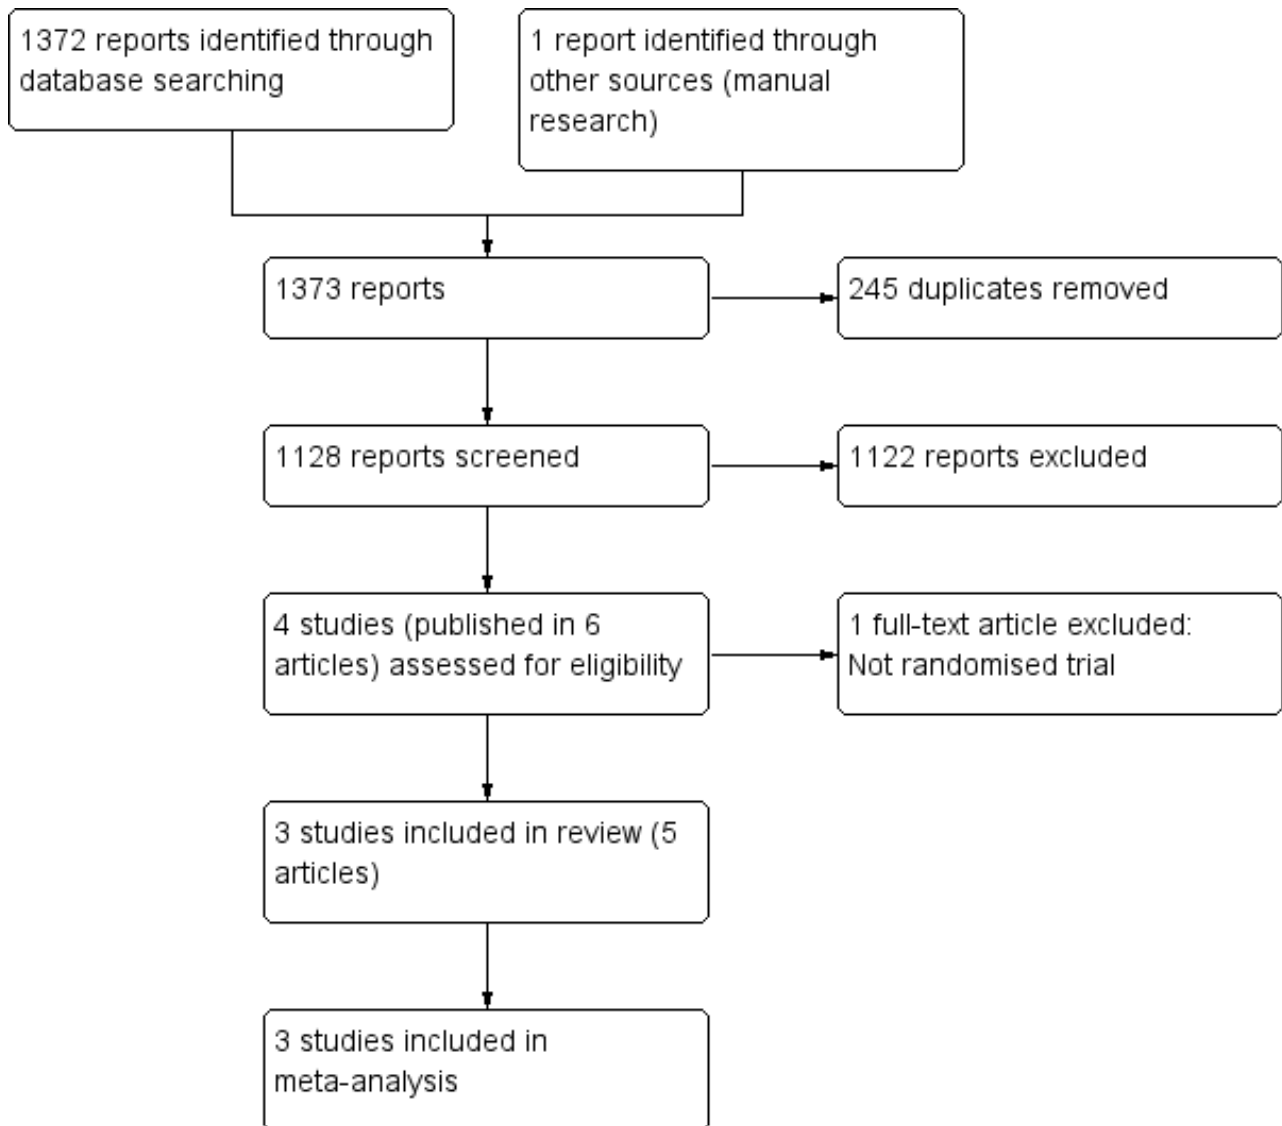 1372 reports identified through
database searching
1 report identified through
other sources (manual
research)
1373 reports
245 duplicates removed
1128 reports screened
1122 reports excluded
4 studies (published in 6
articles) assessed for eligibility
1 full-text article excluded:
Not randomised trial
3 studies included in review (5
articles)
3 studies included in
meta-analysis